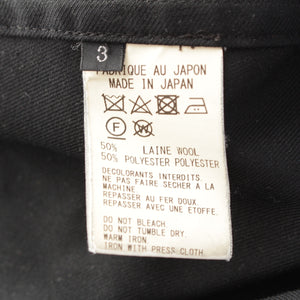 3
FABRIQUE AU JAPON
MADE IN JAPAN
F
W
50% LAINE WOOL
50% POLYESTER POLYESTER
DECOLORANTS INTERDITS
NE PAS FAIRE SECHER A LA
MACHINE
REPASSER AU FER DOUX
REPASSER AVEC UNE ETOFFE.
DO NOT BLEACH
DO NOT TUMBLE DRY
WARM IRON
IRON WITH PRESS CLOTH